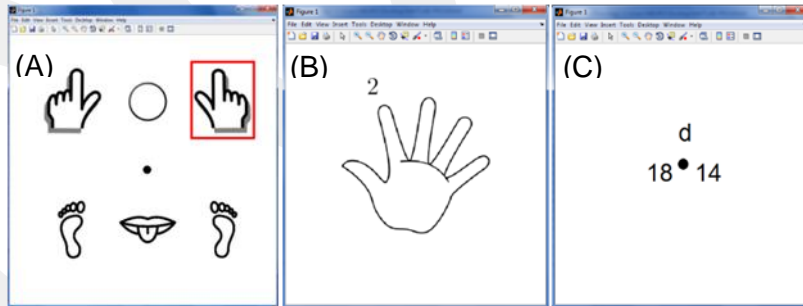 Figure 1
File Edit View Insert Tools Desktop Window Help
(A)
Figure 1
File Edit View Insert Tools Desktop Window Help
(B)
2
Figure 1
File Edit View Insert Tools Desktop Window Help
(C)
d
18 14